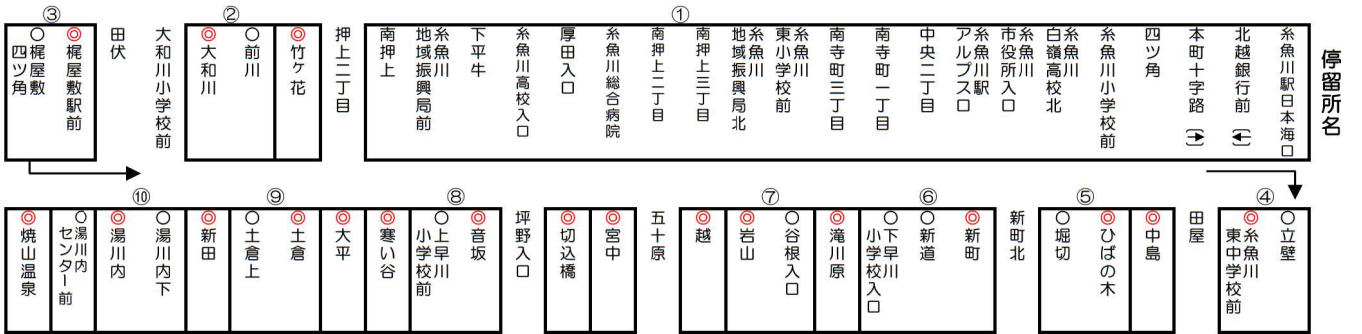 停留所名
①
糸魚川駅日本海口
北越銀行前(←)
本町十字路(→)
四ツ角
糸魚川小学校前
糸魚川
白嶺高校北
糸魚川
市役所入口
糸魚川駅
アルプス口
中央二丁目
南寺町一丁目
南寺町三丁目
糸魚川
東小学校前
糸魚川
地域振興局北
南押上三丁目
南押上二丁目
糸魚川総合病院
厚田入口
糸魚川高校入口
下平牛
糸魚川
地域振興局前
南押上
押上二丁目
②
◎竹ヶ花
○前川
◎大和川
大和川小学校前
田伏
③
◎梶屋敷駅前
○梶屋敷
四ツ角
④
○立壁
◎糸魚川
東中学校前
田屋
⑤
◎中島
◎ひばの木
○堀切
新町北
⑥
◎新町
○新道
○下早川
小学校入口
◎滝川原
⑦
○谷根入口
◎岩山
◎越
五十原
◎宮中
◎切込橋
坪野入口
⑧
◎音坂
○上早川
小学校前
◎寒い谷
◎大平
⑨
◎土倉
○土倉上
◎新田
⑩
○湯川内下
◎湯川内
○湯川内
センター前
◎焼山温泉